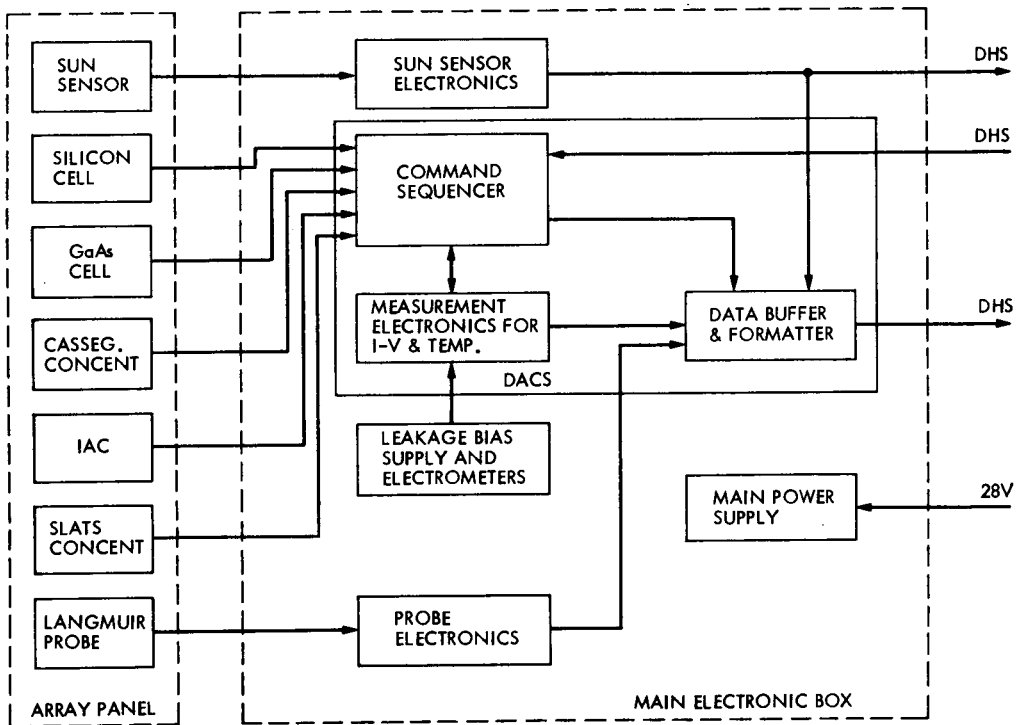 SUN
SENSOR
SUN SENSOR
ELECTRONICS
DHS
SILICON
CELL
COMMAND
SEQUENCER
DHS
GaAs
CELL
CASSEG.
CONCENT
MEASUREMENT
ELECTRONICS FOR
I-V & TEMP.
DATA BUFFER
& FORMATTER
DHS
DACS
IAC
LEAKAGE BIAS
SUPPLY AND
ELECTROMETERS
SLATS
CONCENT
MAIN POWER
SUPPLY
28V
LANGMUIR
PROBE
PROBE
ELECTRONICS
ARRAY PANEL
MAIN ELECTRONIC BOX